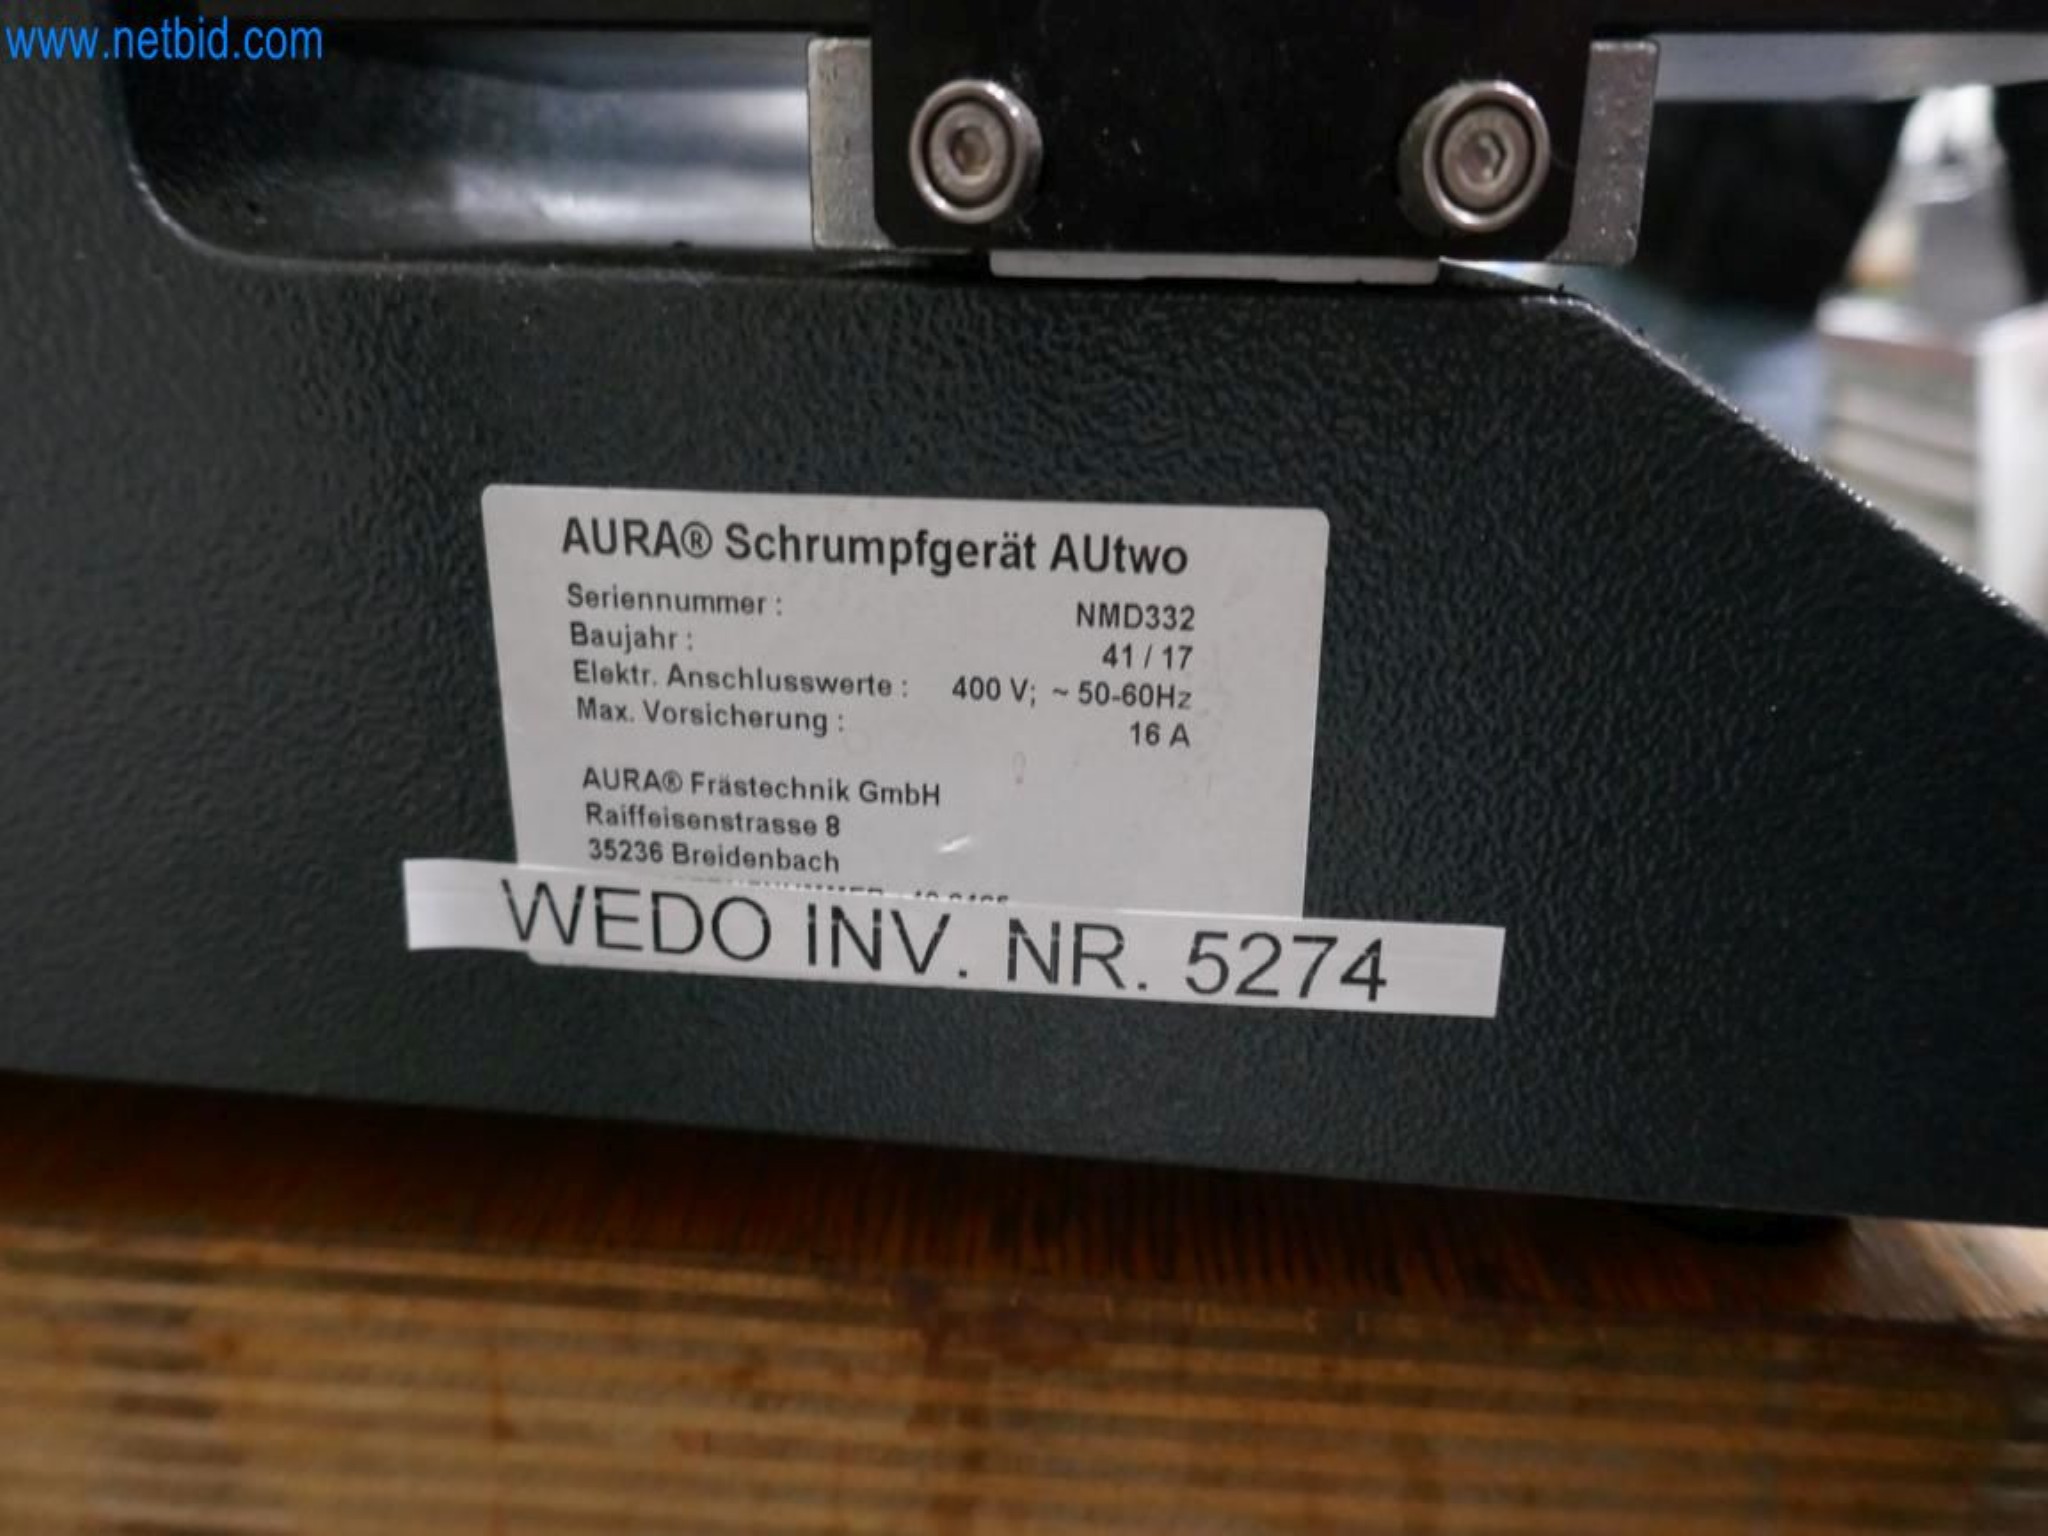 www.netbid.com
AURA® Schrumpfgerät AUtwo
Seriennummer : NMD332
Baujahr : 41 / 17
Elektr. Anschlusswerte : 400 V; ~ 50-60Hz
Max. Vorsicherung : 16 A
AURA® Frästechnik GmbH
Raiffeisenstrasse 8
35236 Breidenbach
WEDO INV. NR. 5274